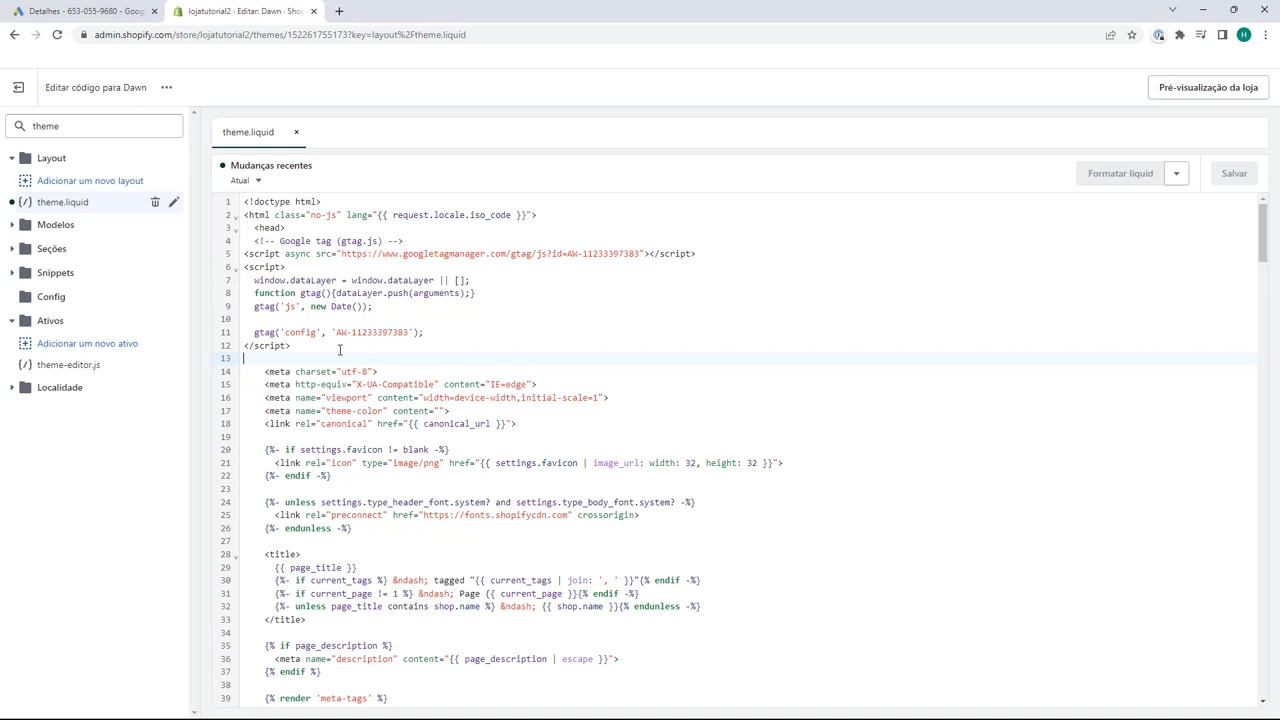 Detalhes - 653-055-9680 - Goog
lojatutorial2 · Editar: Dawn · Shop
admin.shopify.com/store/lojatutorial2/themes/152261755173?key=layout%2Ftheme.liquid
H
Editar código para Dawn
Pré-visualização da loja
theme
Layout
Adicionar um novo layout
{/} theme.liquid
Modelos
Seções
Snippets
Config
Ativos
Adicionar um novo ativo
{/} theme-editor.js
Localidade
theme.liquid
Mudanças recentes
Atual
Formatar liquid
Salvar
1 <!doctype html>
2 <html class="no-js" lang="{{ request.locale.iso_code }}">
3 <head>
4 <!-- Google tag (gtag.js) -->
5 <script async src="https://www.googletagmanager.com/gtag/js?id=AW-11233397383"></script>
6 <script>
7 window.dataLayer = window.dataLayer || [];
8 function gtag(){dataLayer.push(arguments);}
9 gtag('js', new Date());
10
11 gtag('config', 'AW-11233397383');
12 </script>
13
14 <meta charset="utf-8">
15 <meta http-equiv="X-UA-Compatible" content="IE=edge">
16 <meta name="viewport" content="width=device-width,initial-scale=1">
17 <meta name="theme-color" content="">
18 <link rel="canonical" href="{{ canonical_url }}">
19
20 {%- if settings.favicon != blank -%}
21 <link rel="icon" type="image/png" href="{{ settings.favicon | image_url: width: 32, height: 32 }}">
22 {%- endif -%}
23
24 {%- unless settings.type_header_font.system? and settings.type_body_font.system? -%}
25 <link rel="preconnect" href="https://fonts.shopifycdn.com" crossorigin>
26 {%- endunless -%}
27
28 <title>
29 {{ page_title }}
30 {%- if current_tags %} &ndash; tagged "{{ current_tags | join: ', ' }}"{% endif -%}
31 {%- if current_page != 1 %} &ndash; Page {{ current_page }}{% endif -%}
32 {%- unless page_title contains shop.name %} &ndash; {{ shop.name }}{% endunless -%}
33 </title>
34
35 {% if page_description %}
36 <meta name="description" content="{{ page_description | escape }}">
37 {% endif %}
38
39 {% render 'meta-tags' %}